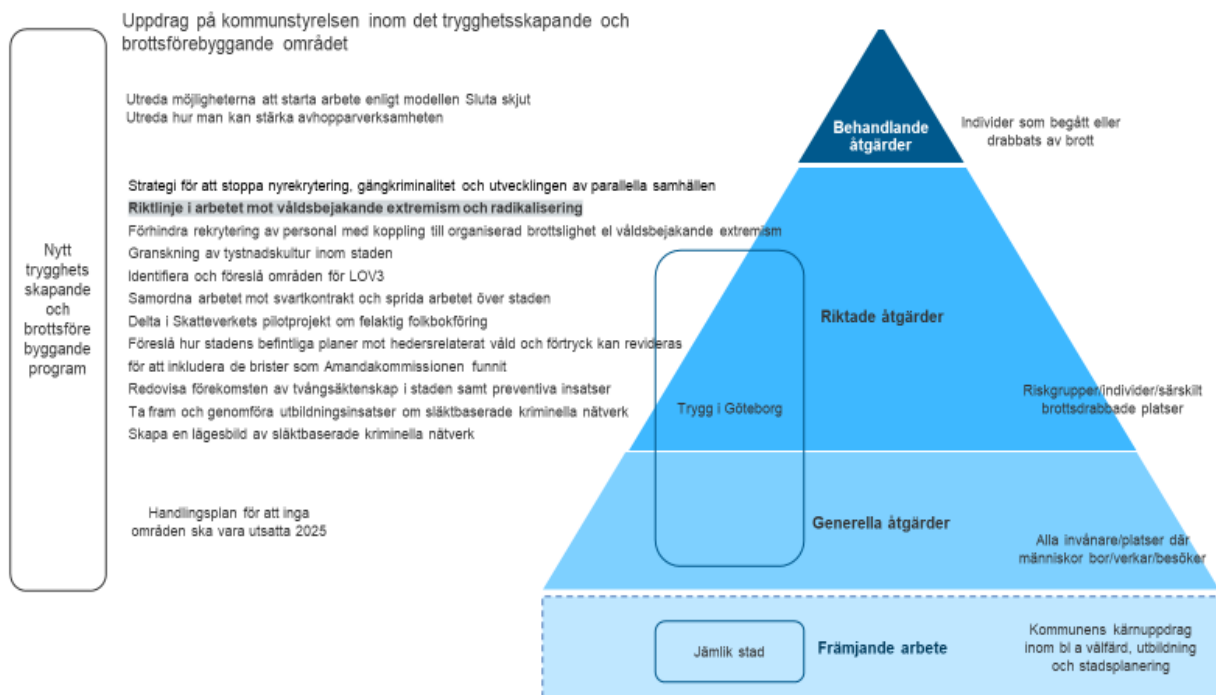 Uppdrag på kommunstyrelsen inom det trygghetsskapande och
brottsförebyggande området
Nytt
trygghets
skapande
och
brottsföre
byggande
program
Utreda möjligheterna att starta arbete enligt modellen Sluta skjut
Utreda hur man kan stärka avhopparverksamheten
Strategi för att stoppa nyrekrytering, gängkriminalitet och utvecklingen av parallella samhällen
Riktlinje i arbetet mot våldsbejakande extremism och radikalisering
Förhindra rekrytering av personal med koppling till organiserad brottslighet el våldsbejakande extremism
Granskning av tystnadskultur inom staden
Identifiera och föreslå områden för LOV3
Samordna arbetet mot svartkontrakt och sprida arbetet över staden
Delta i Skatteverkets pilotprojekt om felaktig folkbokföring
Föreslå hur stadens befintliga planer mot hedersrelaterat våld och förtryck kan revideras
för att inkludera de brister som Amandakommissionen funnit
Redovisa förekomsten av tvångsäktenskap i staden samt preventiva insatser
Ta fram och genomföra utbildningsinsatser om släktbaserade kriminella nätverk
Skapa en lägesbild av släktbaserade kriminella nätverk
Handlingsplan för att inga
områden ska vara utsatta 2025
Behandlande
åtgärder
Individer som begått eller
drabbats av brott
Riktade åtgärder
Riskgrupper/individer/särskilt
brottsdrabbade platser
Trygg i Göteborg
Generella åtgärder
Alla invånare/platser där
människor bor/verkar/besöker
Jämlik stad
Främjande arbete
Kommunens kärnuppdrag
inom bl a välfärd, utbildning
och stadsplanering